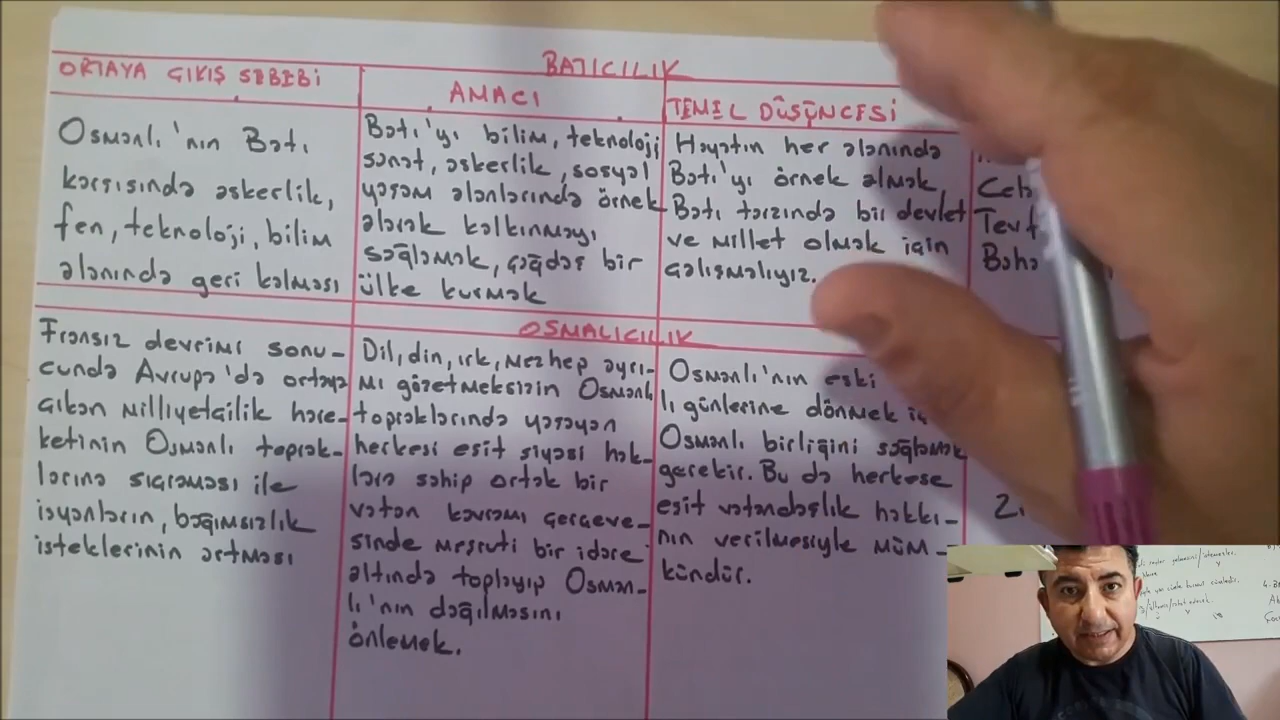 BATICILIK
ORTAYA ÇIKIŞ SEBEBİ
AMACI
TEMEL DÜŞÜNCESİ
Osmanlı'nın Batı
karşısında askerlik,
fen, teknoloji, bilim
alanında geri kalması
Batı'yı bilim, teknoloji
sanat, askerlik, sosyal
yaşam alanlarında örnek
alarak kalkınmayı
sağlamak, çağdaş bir
ülke kurmak
Hayatın her alanında
Batı'yı örnek almak,
Batı tarzında bir devlet
ve millet olmak için
çalışmalıyız.
Tevf
OSMALICILIK
Fransız devrimi sonu-
cunda Avrupa'da ortaya
çıkan milliyetçilik hare-
ketinin Osmanlı toprak-
larına sıçraması ile
isyanların, bağımsızlık
isteklerinin artması
Dil, din, ırk, mezhep ayrı-
mı gözetmeksizin Osmanlı
topraklarında yaşayan
herkesi eşit siyasi hak-
lara sahip ortak bir
vatan kavramı çerçeve-
sinde meşruti bir idare
altında toplayıp Osman-
lı'nın dağılmasını
önlemek.
Osmanlı'nın eski
lı günlerine dönmek
Osmanlı birliğini sağlamak
gerekir. Bu da herkese
eşit vatandaşlık hakkı-
nın verilmesiyle müm-
kündür.